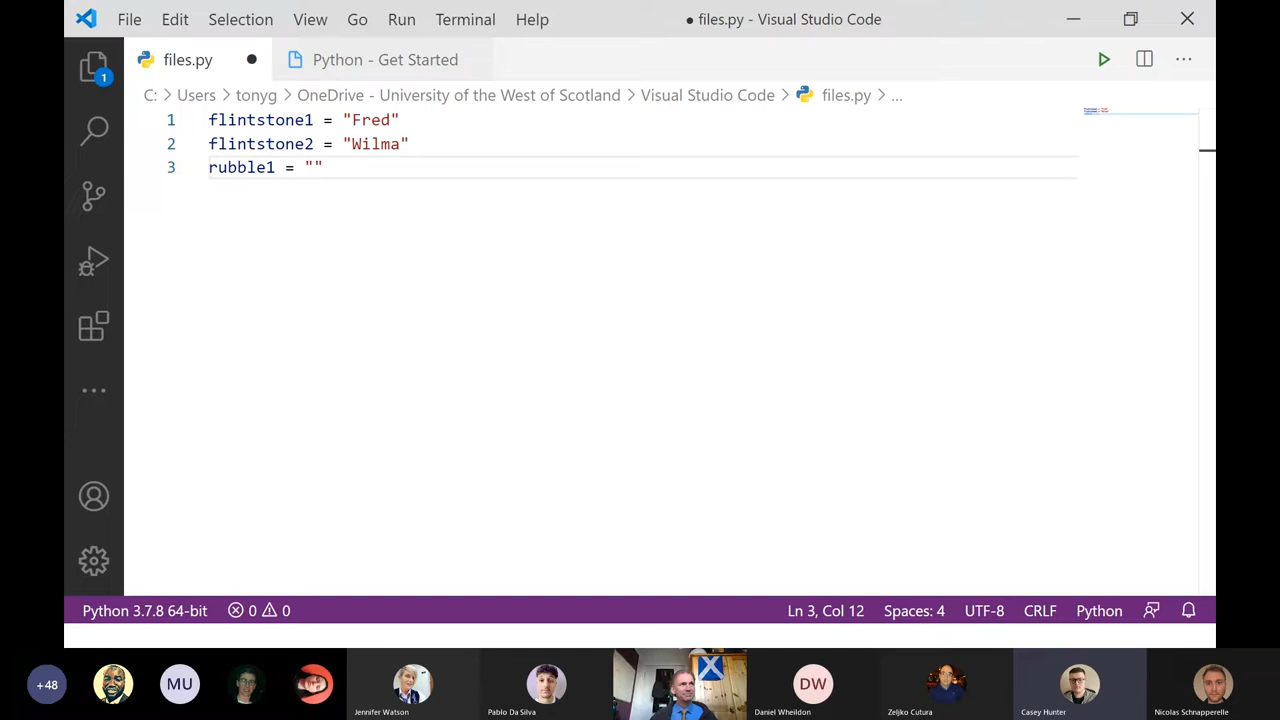 File Edit Selection View Go Run Terminal Help ● files.py - Visual Studio Code
files.py Python - Get Started
C: > Users > tonyg > OneDrive - University of the West of Scotland > Visual Studio Code > files.py > ...
1 flintstone1 = "Fred"
2 flintstone2 = "Wilma"
3 rubble1 = ""
1
Python 3.7.8 64-bit 0 0 Ln 3, Col 12 Spaces: 4 UTF-8 CRLF Python
+48 MU DW
Jennifer Watson Pablo Da Silva Daniel Wheildon Zeljko Cutura Casey Hunter Nicolas Schnapperelle